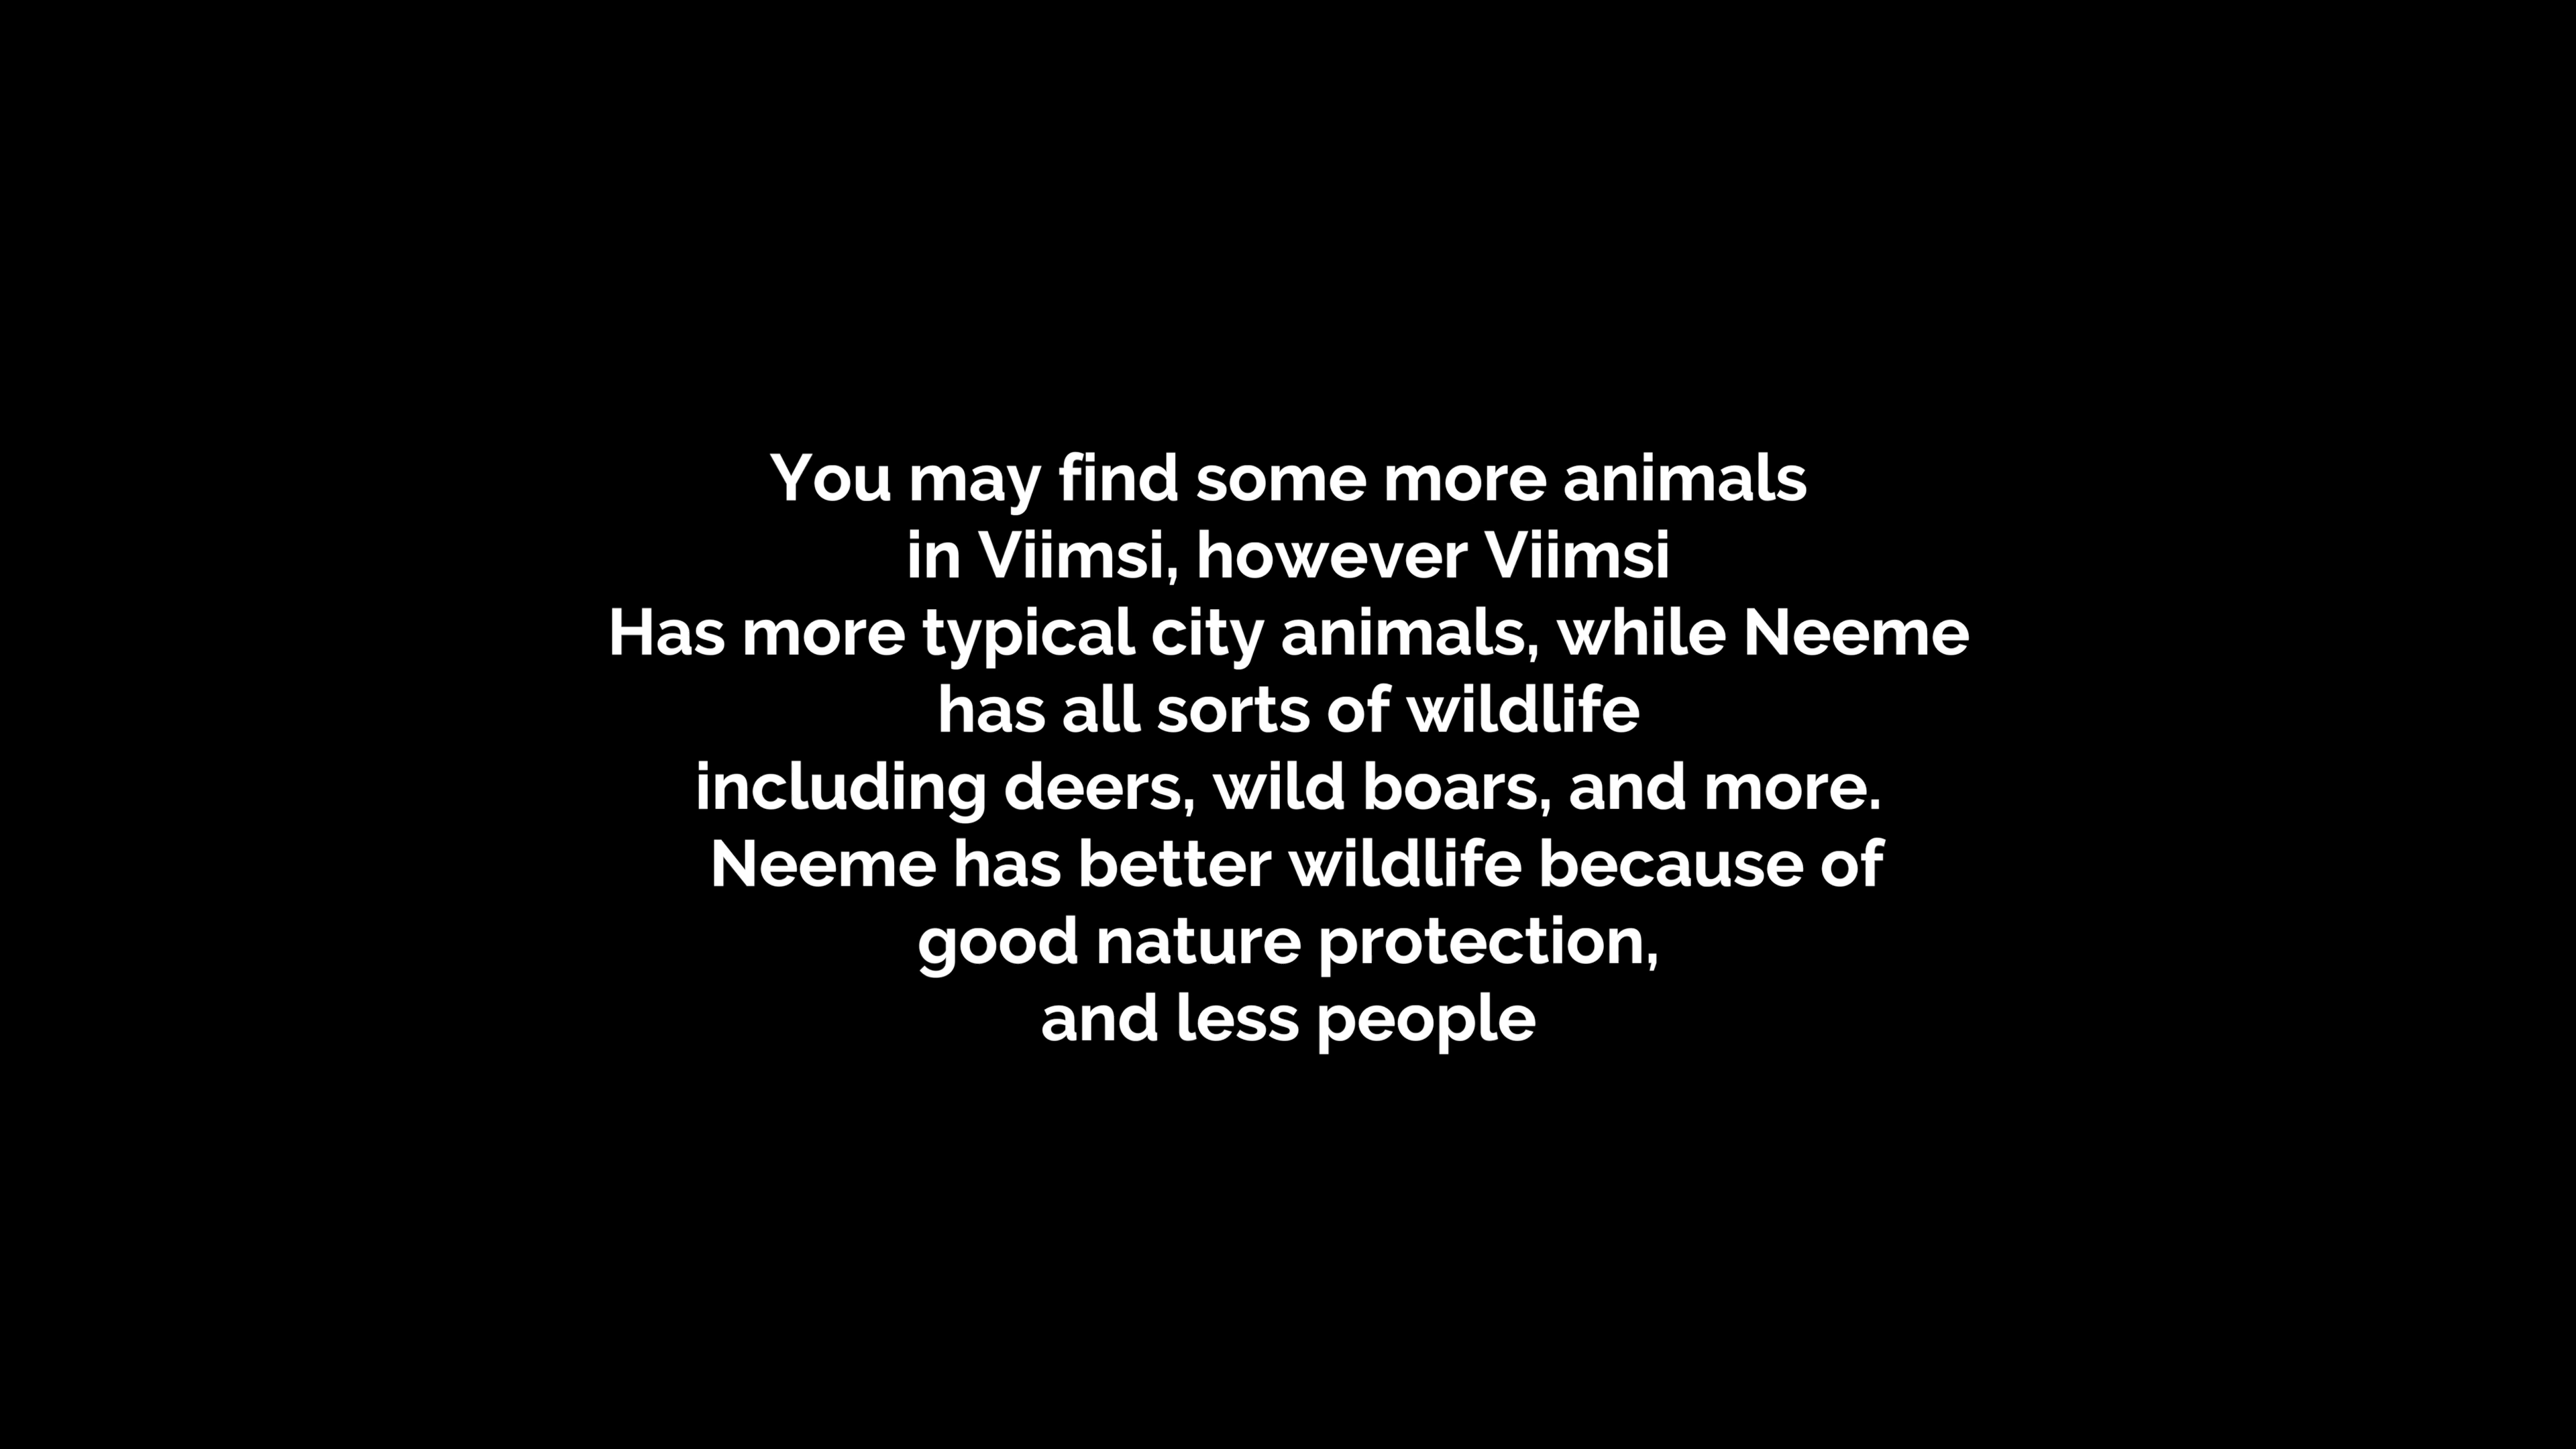 You may find some more animals
in Viimsi, however Viimsi
Has more typical city animals, while Neeme
has all sorts of wildlife
including deers, wild boars, and more.
Neeme has better wildlife because of
good nature protection,
and less people